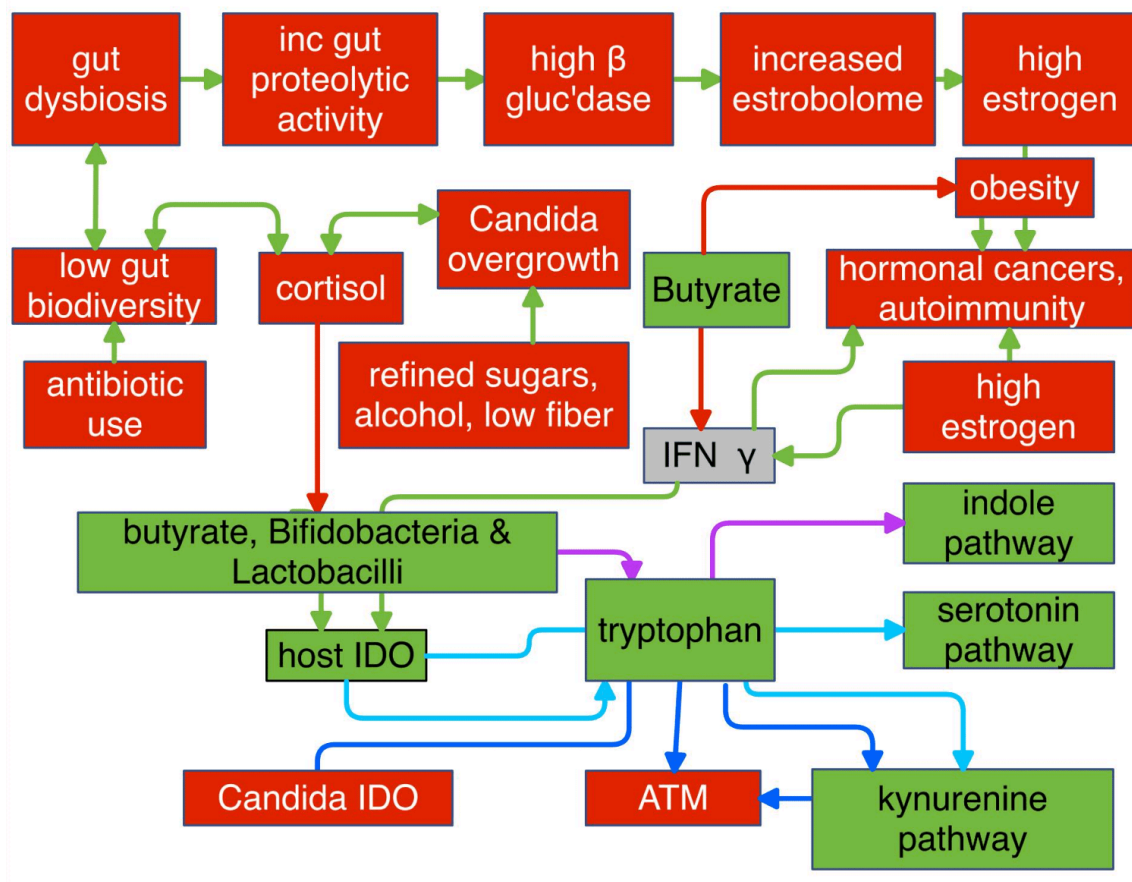 gut
dysbiosis
inc gut
proteolytic
activity
high β
gluc'dase
increased
estrobolome
high
estrogen
obesity
Candida
overgrowth
low gut
biodiversity
cortisol
Butyrate
hormonal cancers,
autoimmunity
antibiotic
use
refined sugars,
alcohol, low fiber
high
estrogen
IFN γ
butyrate, Bifidobacteria &
Lactobacilli
indole
pathway
tryptophan
serotonin
pathway
host IDO
Candida IDO
ATM
kynurenine
pathway